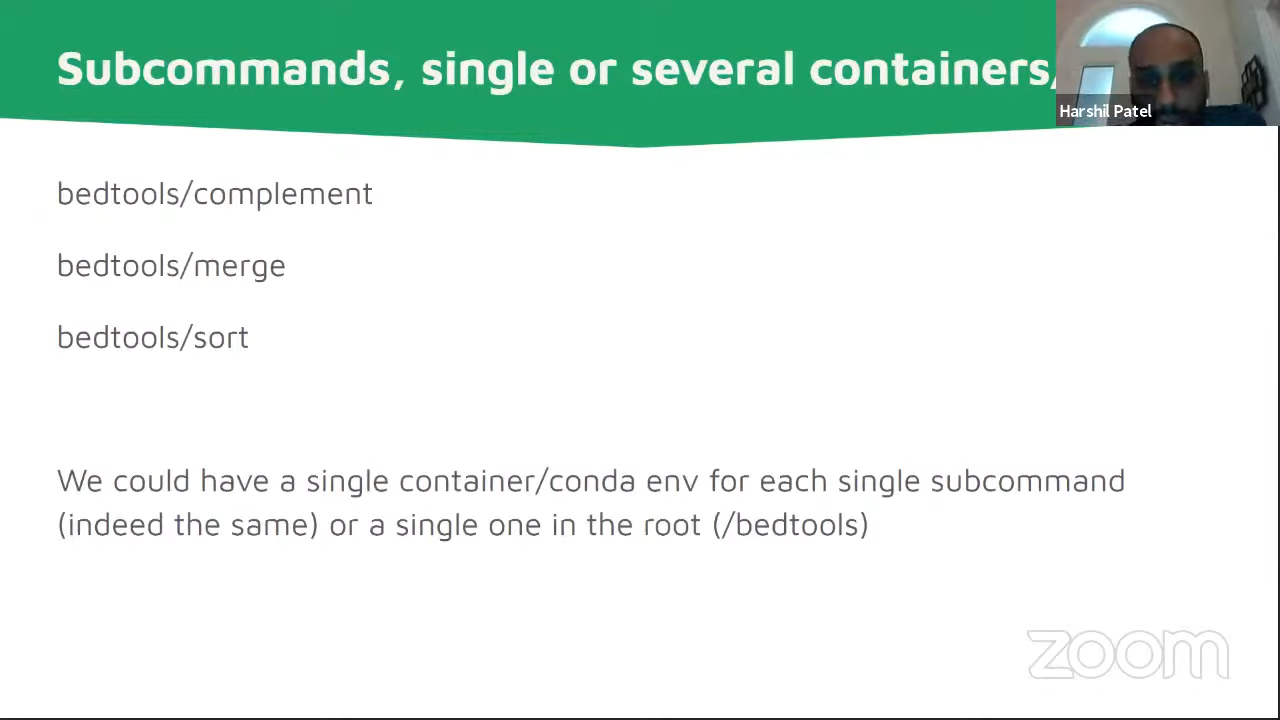 Subcommands, single or several containers/
Harshil Patel
bedtools/complement
bedtools/merge
bedtools/sort
We could have a single container/conda env for each single subcommand
(indeed the same) or a single one in the root (/bedtools)
zoom